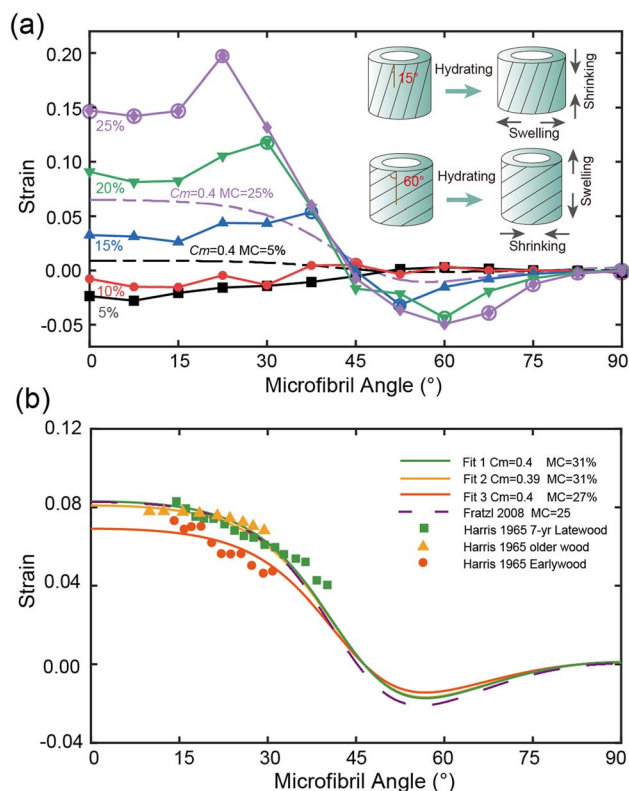 (a)
0.20
0.15
0.10
0.05
0.00
-0.05
Strain
25%
20%
15%
10%
5%
Cm=0.4 MC=25%
Cm=0.4 MC=5%
15°
Hydrating
Swelling
Shrinking
60°
Hydrating
Shrinking
Swelling
0 15 30 45 60 75 90
Microfibril Angle (°)
(b)
0.12
0.08
0.04
0.00
-0.04
Strain
Fit 1 Cm=0.4 MC=31%
Fit 2 Cm=0.39 MC=31%
Fit 3 Cm=0.4 MC=27%
Fratzl 2008 MC=25
Harris 1965 7-yr Latewood
Harris 1965 older wood
Harris 1965 Earlywood
0 15 30 45 60 75 90
Microfibril Angle (°)